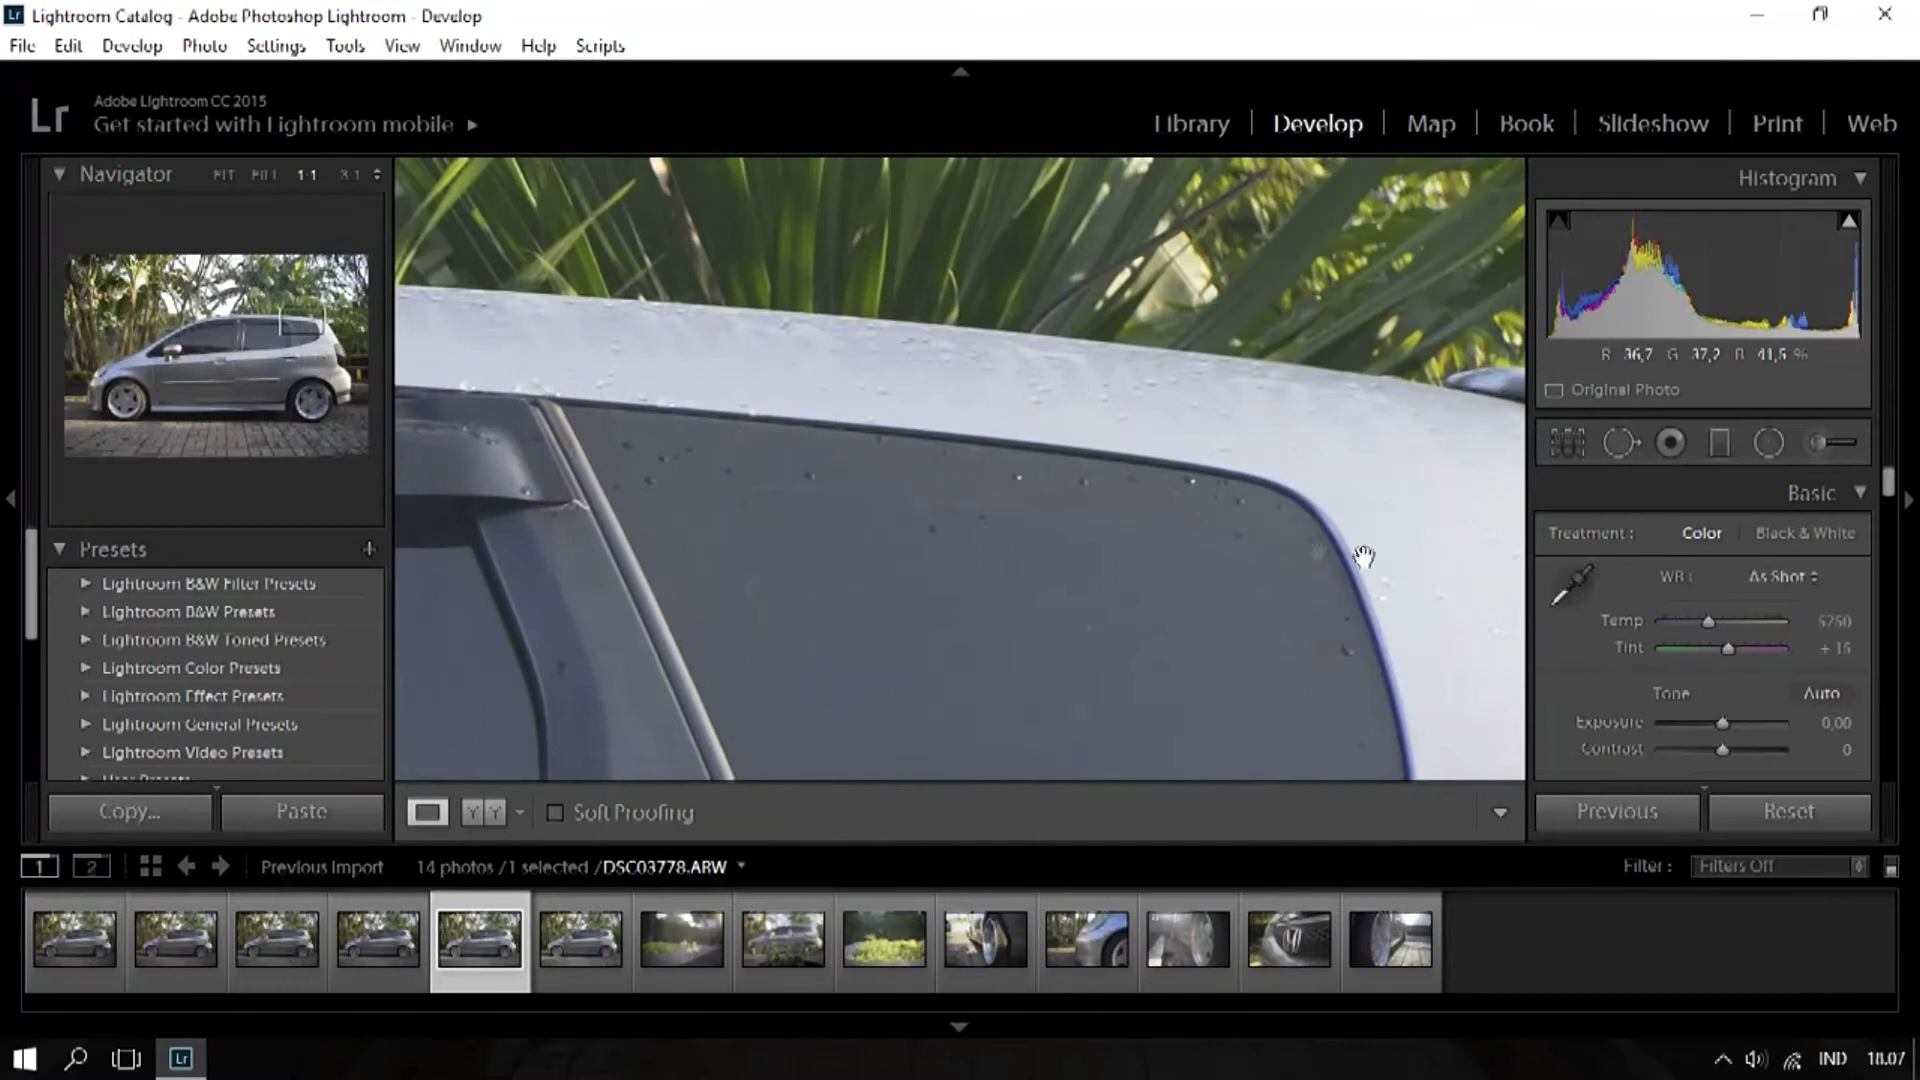 Lightroom Catalog - Adobe Photoshop Lightroom - Develop
File Edit Develop Photo Settings Tools View Window Help Scripts
Lr Adobe Lightroom CC 2015
Get started with Lightroom mobile
Library Develop Map Book Slideshow Print Web
Navigator FIT FILL 1:1 3:1
Histogram
R 36,7 G 37,2 B 41,5 %
Original Photo
Basic
Treatment : Color Black & White
WB : As Shot
Temp 5750
Tint + 15
Tone Auto
Exposure 0,00
Contrast 0
Presets +
Lightroom B&W Filter Presets
Lightroom B&W Presets
Lightroom B&W Toned Presets
Lightroom Color Presets
Lightroom Effect Presets
Lightroom General Presets
Lightroom Video Presets
User Presets
Copy... Paste
Y Y Soft Proofing
Previous Reset
1 2 Previous Import 14 photos /1 selected /DSC03778.ARW
Filter : Filters Off
Lr IND 18.07